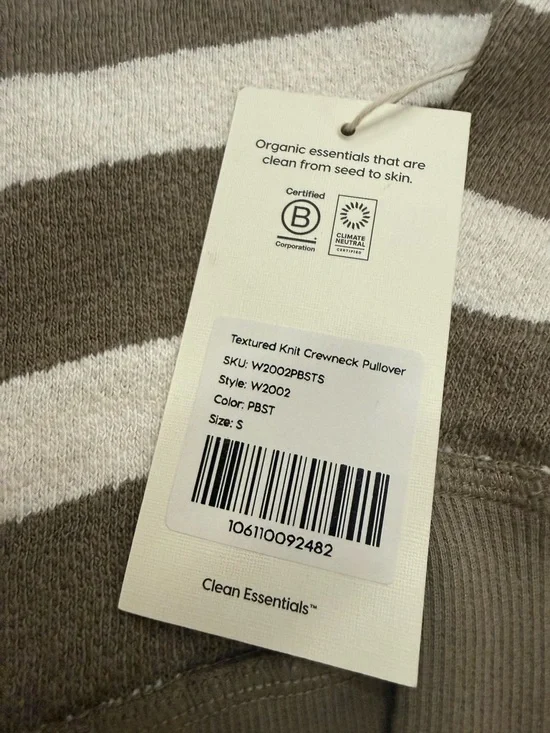 Organic essentials that are
clean from seed to skin.
Certified
B
Corporation
CLIMATE
NEUTRAL
CERTIFIED
Textured Knit Crewneck Pullover
SKU: W2002PBSTS
Style: W2002
Color: PBST
Size: S
106110092482
Clean Essentials™